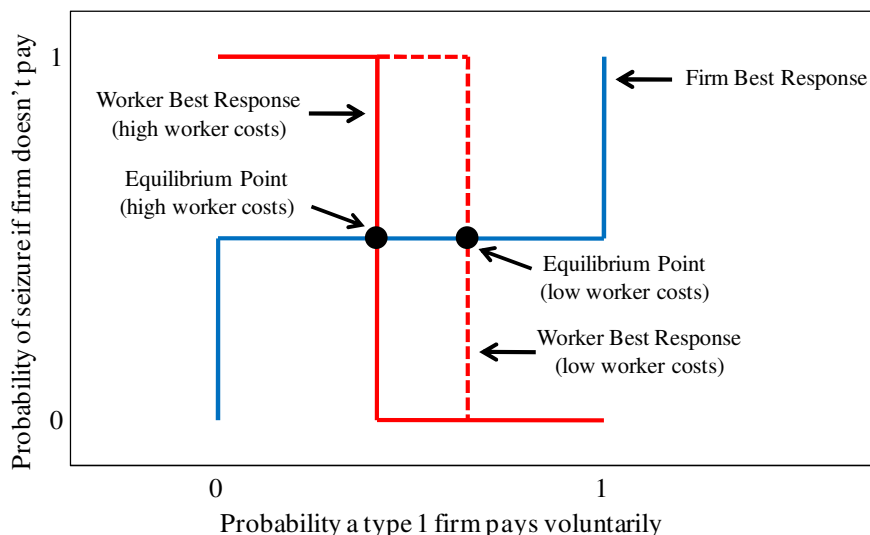 1
Firm Best Response
Worker Best Response
(high worker costs)
Equilibrium Point
(high worker costs)
Equilibrium Point
(low worker costs)
Worker Best Response
(low worker costs)
0
Probability of seizure if firm doesn't pay
0
1
Probability a type 1 firm pays voluntarily